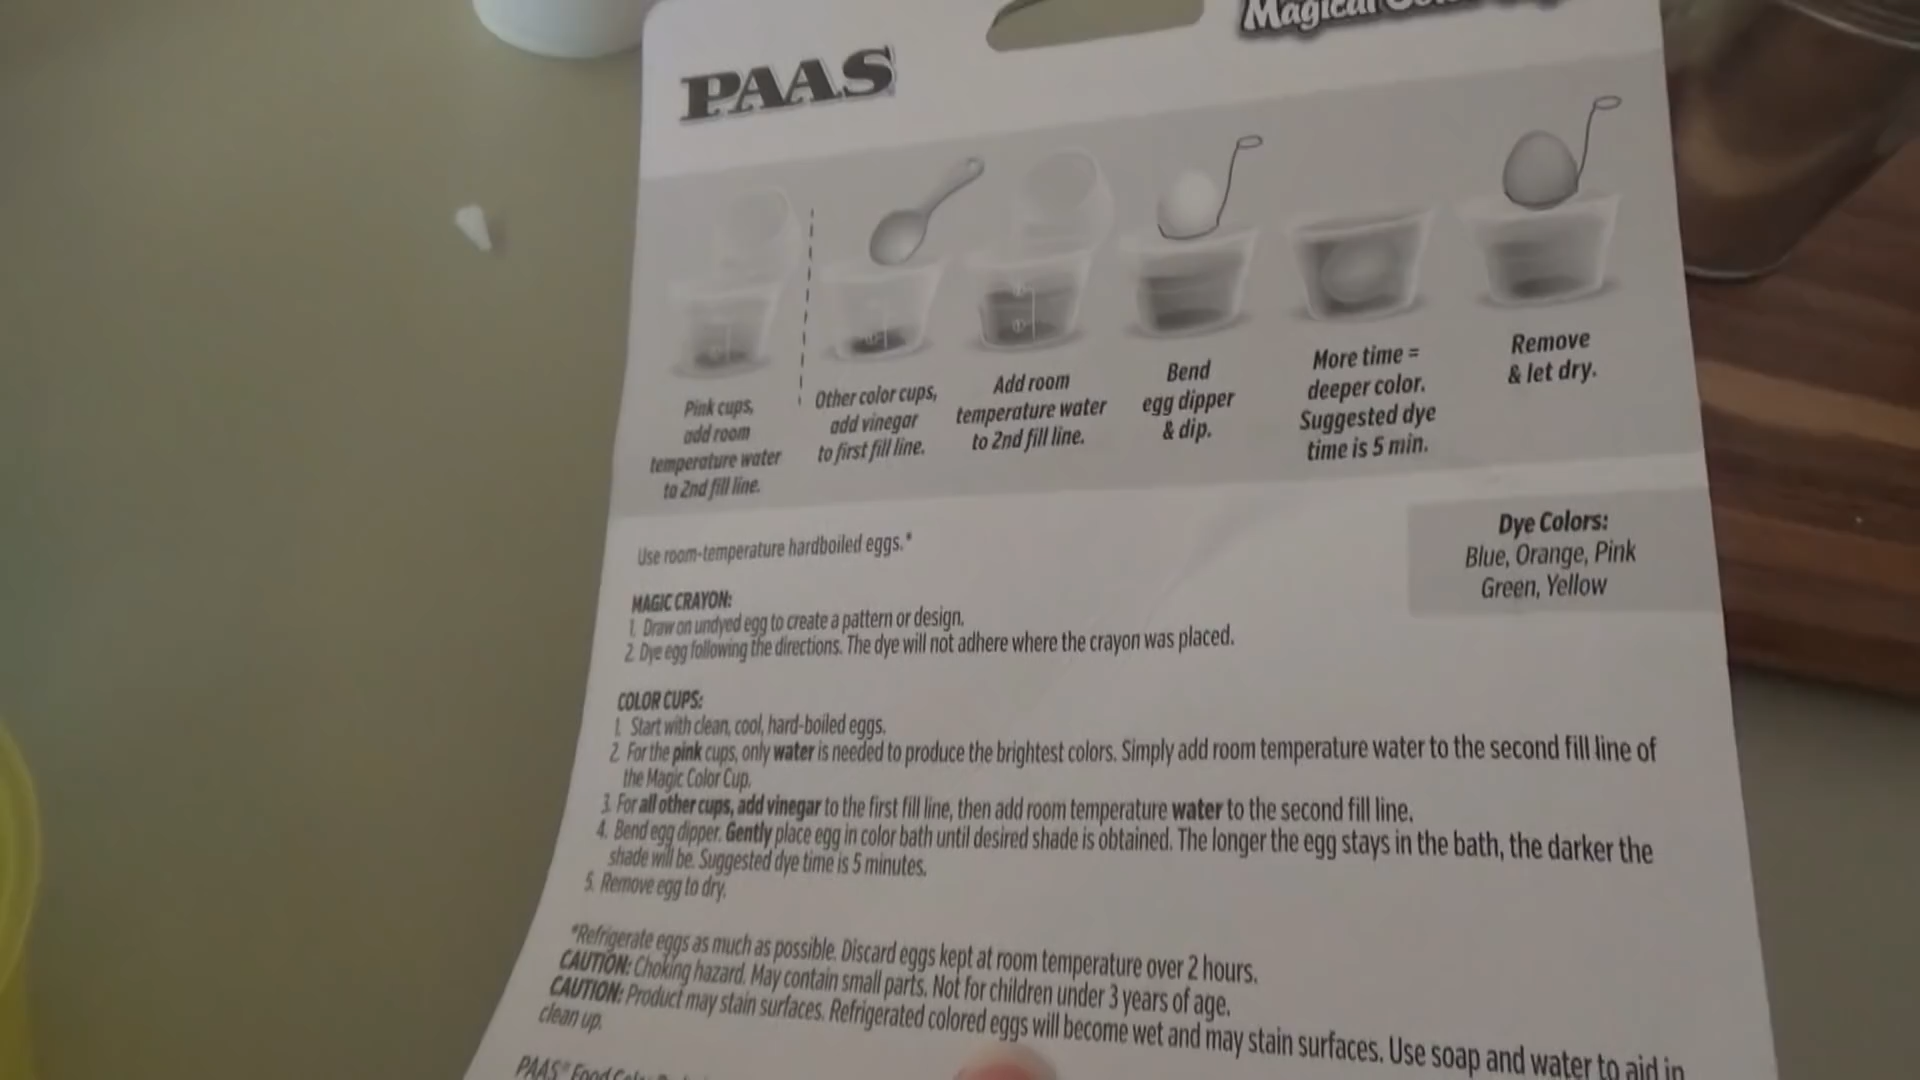 Magical
PAAS
Pink cups,
add room
temperature water
to 2nd fill line.
Other color cups,
add vinegar
to first fill line.
Add room
temperature water
to 2nd fill line.
Bend
egg dipper
& dip.
More time =
deeper color.
Suggested dye
time is 5 min.
Remove
& let dry.
Use room-temperature hardboiled eggs.*
Dye Colors:
Blue, Orange, Pink
Green, Yellow
MAGIC CRAYON:
1. Draw on undyed egg to create a pattern or design.
2. Dye egg following the directions. The dye will not adhere where the crayon was placed.
COLOR CUPS:
1. Start with clean, cool, hard-boiled eggs.
2. For the pink cups, only water is needed to produce the brightest colors. Simply add room temperature water to the second fill line of
the Magic Color Cup.
3. For all other cups, add vinegar to the first fill line, then add room temperature water to the second fill line.
4. Bend egg dipper. Gently place egg in color bath until desired shade is obtained. The longer the egg stays in the bath, the darker the
shade will be. Suggested dye time is 5 minutes.
5. Remove egg to dry.
*Refrigerate eggs as much as possible. Discard eggs kept at room temperature over 2 hours.
CAUTION: Choking hazard. May contain small parts. Not for children under 3 years of age.
CAUTION: Product may stain surfaces. Refrigerated colored eggs will become wet and may stain surfaces. Use soap and water to aid in
clean up.
PAAS® Food